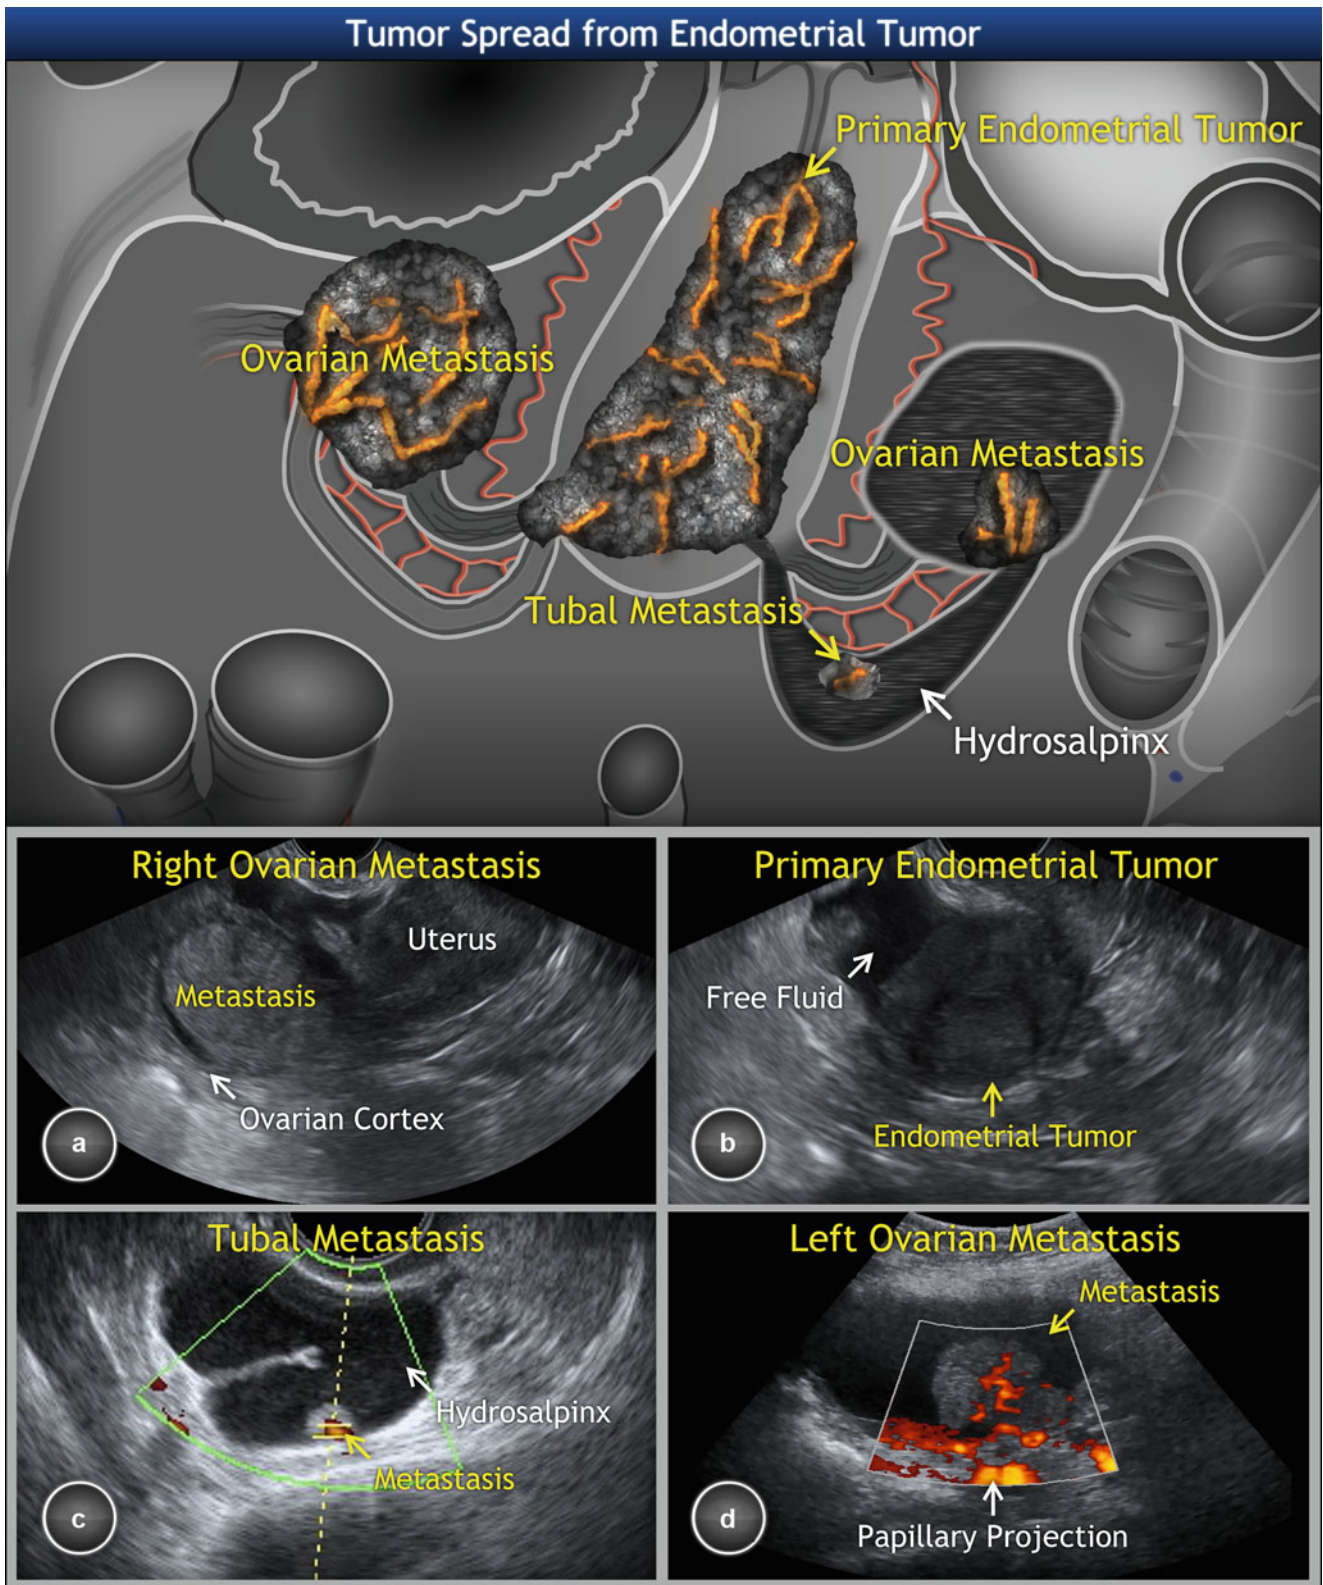 Tumor Spread from Endometrial Tumor
Primary Endometrial Tumor
Ovarian Metastasis
Ovarian Metastasis
Tubal Metastasis
Hydrosalpinx
Right Ovarian Metastasis
Uterus
Metastasis
Ovarian Cortex
a
Primary Endometrial Tumor
Free Fluid
Endometrial Tumor
b
Tubal Metastasis
Hydrosalpinx
Metastasis
c
Left Ovarian Metastasis
Metastasis
Papillary Projection
d